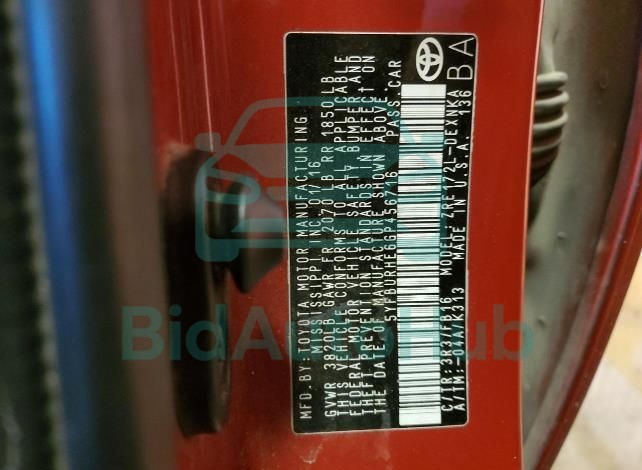 MFD. BY: TOYOTA MOTOR MANUFACTURING
MISSISSIPPI INC. 01/16
GVWR 3820LB GAWR FR 2070 LB RR 1850 LB
THIS VEHICLE CONFORMS TO ALL APPLICABLE
FEDERAL MOTOR VEHICLE SAFETY, BUMPER, AND
THEFT PREVENTION STANDARDS IN EFFECT ON
THE DATE OF MANUFACTURE SHOWN ABOVE.
5YFBURHE6GP456716 PASS. CAR
C/TR: 3R3/FB16 MODEL: ZRE172L-DEXNKA
A/TM: -04A/K313 MADE IN U.S.A. 136
BA
BidAutoHub